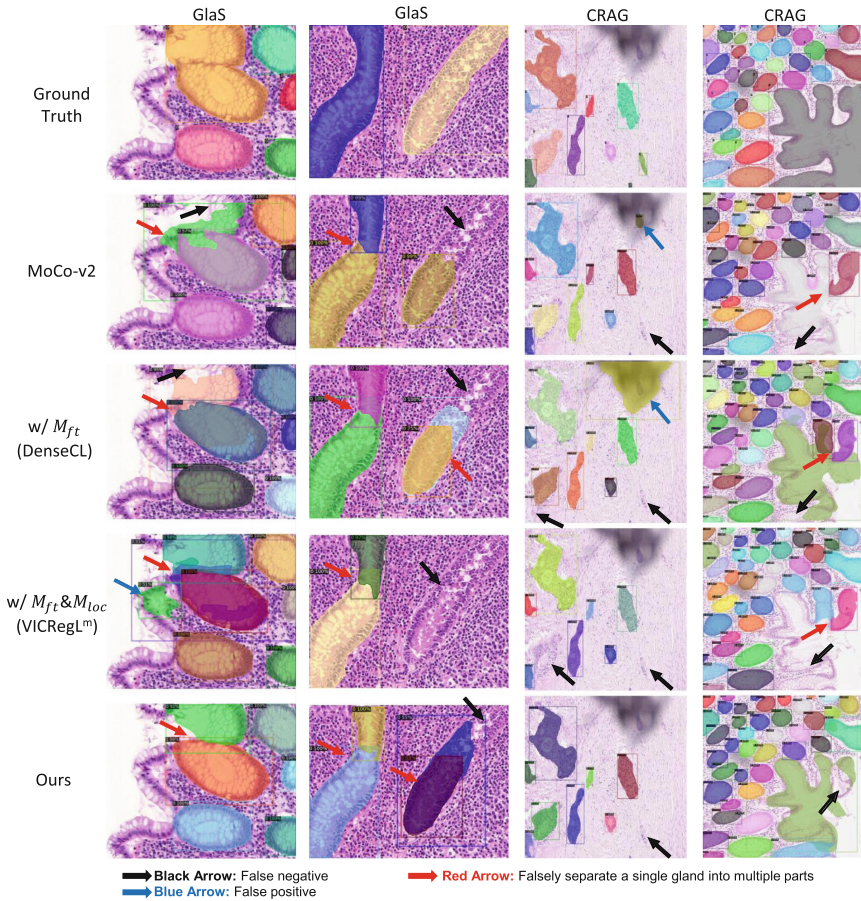 GlaS
GlaS
CRAG
CRAG
Ground
Truth
MoCo-v2
w/ M_ft
(DenseCL)
w/ M_ft&M_loc
(VICRegLᵐ)
Ours
Black Arrow: False negative
Red Arrow: Falsely separate a single gland into multiple parts
Blue Arrow: False positive